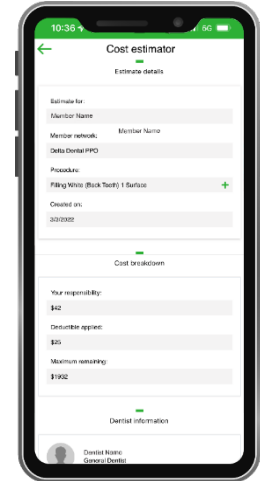 10:36
5G
Cost estimator
Estimate details
Estimate for:
Member Name
Member network:
Member Name
Delta Dental PPO
Procedure:
Filling White (Back Tooth) 1 Surface +
Created on:
3/3/2022
Cost breakdown
Your responsibility:
$42
Deductible applied:
$25
Maximum remaining:
$1932
Dentist information
Dentist Name
General Dentist